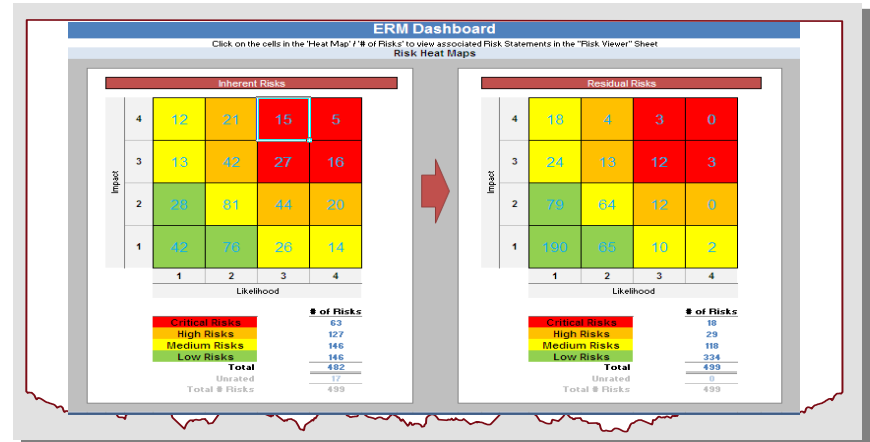 ERM Dashboard
Click on the cells in the 'Heat Map' / '# of Risks' to view associated Risk Statements in the "Risk Viewer" Sheet
Risk Heat Maps
Inherent Risks
Impact
4 12 21 15 5
3 13 42 27 16
2 28 81 44 20
1 42 76 26 14
1 2 3 4
Likelihood
# of Risks
Critical Risks 63
High Risks 127
Medium Risks 146
Low Risks 146
Total 482
Unrated 17
Total # Risks 499
Residual Risks
Impact
4 18 4 3 0
3 24 13 12 3
2 79 64 12 0
1 190 65 10 2
1 2 3 4
Likelihood
# of Risks
Critical Risks 18
High Risks 29
Medium Risks 118
Low Risks 334
Total 499
Unrated 0
Total # Risks 499